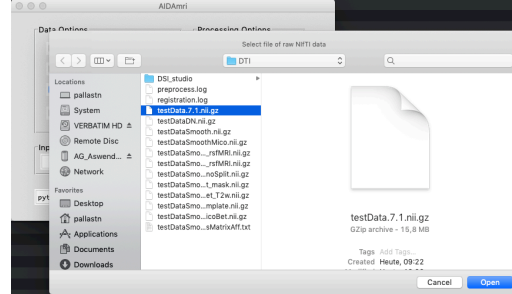 AIDAmri
Data Options
Processing Options
Select file of raw NIfTI data
DTI
Locations
pallastn
System
VERBATIM HD
Remote Disc
AG_Aswend...
Network
Favorites
Desktop
pallastn
Applications
Documents
Downloads
DSI_studio
preprocess.log
registration.log
testData.7.1.nii.gz
testDataDN.nii.gz
testDataSmooth.nii.gz
testDataSmoothMico.nii.gz
testDataSmo..._rsfMRI.nii.gz
testDataSmo..._rsfMRI.nii.gz
testDataSmo...noSplit.nii.gz
testDataSmo...t_mask.nii.gz
testDataSmo...et_T2w.nii.gz
testDataSmo...mplate.nii.gz
testDataSmo...icoBet.nii.gz
testDataSmo...sMatrixAff.txt
testData.7.1.nii.gz
GZip archive - 15,8 MB
Tags Add Tags...
Created Heute, 09:22
Inp
pyt
Cancel
Open